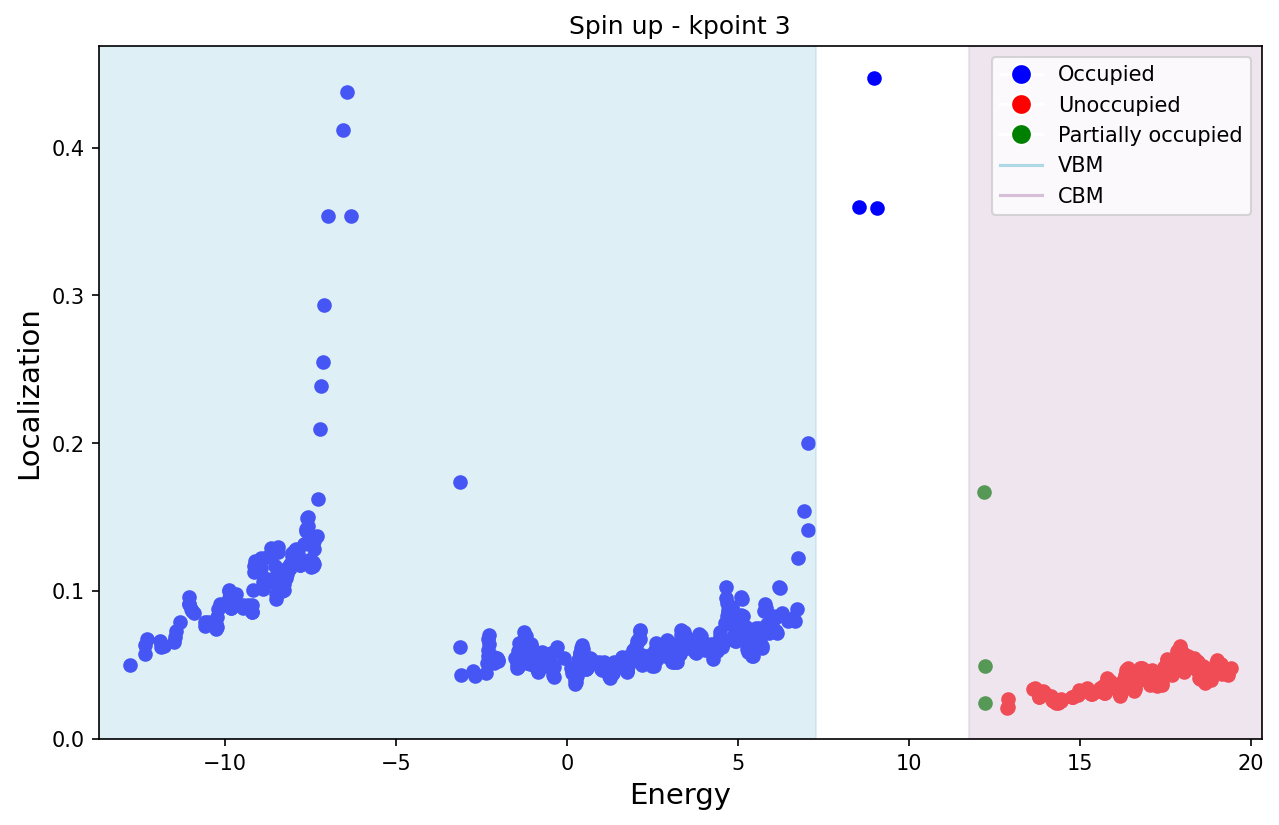 Spin up - kpoint 3
Localization
0.4
0.3
0.2
0.1
0.0
−10
−5
0
5
10
15
20
Energy
Occupied
Unoccupied
Partially occupied
VBM
CBM